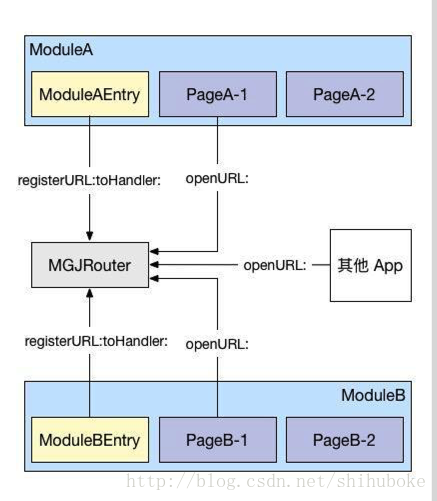 ModuleA
ModuleAEntry
PageA-1
PageA-2
registerURL:toHandler:
openURL:
MGJRouter
openURL:
其他 App
registerURL:toHandler:
openURL:
ModuleB
ModuleBEntry
PageB-1
PageB-2
http://blog.csdn.net/shihuboke